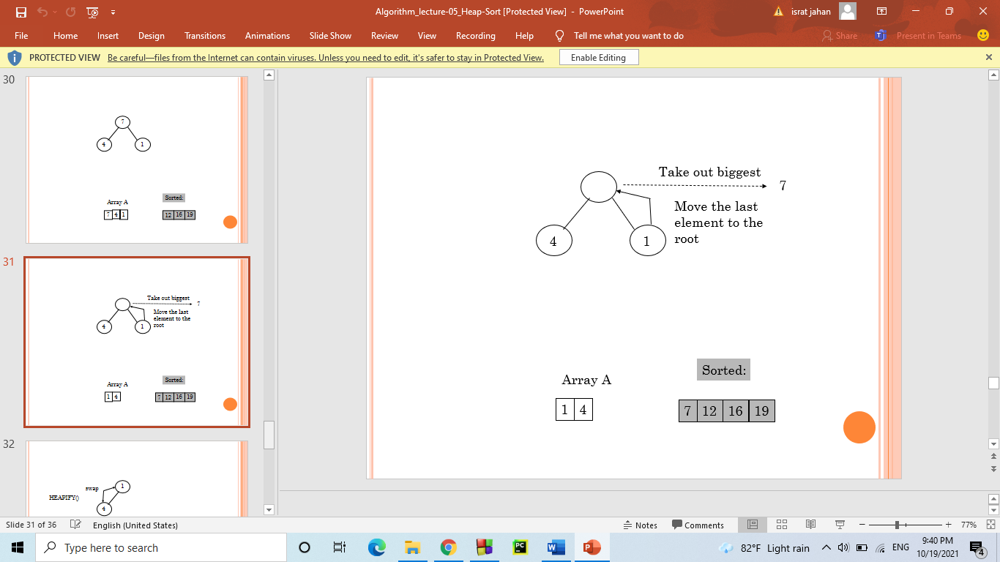 Algorithm_lecture-05_Heap-Sort [Protected View] - PowerPoint
israt jahan
File Home Insert Design Transitions Animations Slide Show Review View Recording Help Tell me what you want to do Share Present in Teams
PROTECTED VIEW Be careful—files from the Internet can contain viruses. Unless you need to edit, it's safer to stay in Protected View. Enable Editing
30
7
4 1
Array A
7 4 1
Sorted:
12 16 19
31
Take out biggest
7
Move the last
element to the
root
4 1
Array A
1 4
Sorted:
7 12 16 19
32
swap
1
HEAPIFY()
4
Take out biggest
7
Move the last
element to the
root
4 1
Sorted:
Array A
1 4
7 12 16 19
Slide 31 of 36 English (United States) Notes Comments 77%
Type here to search
PC
W
P
82°F Light rain
ENG
9:40 PM
10/19/2021
4